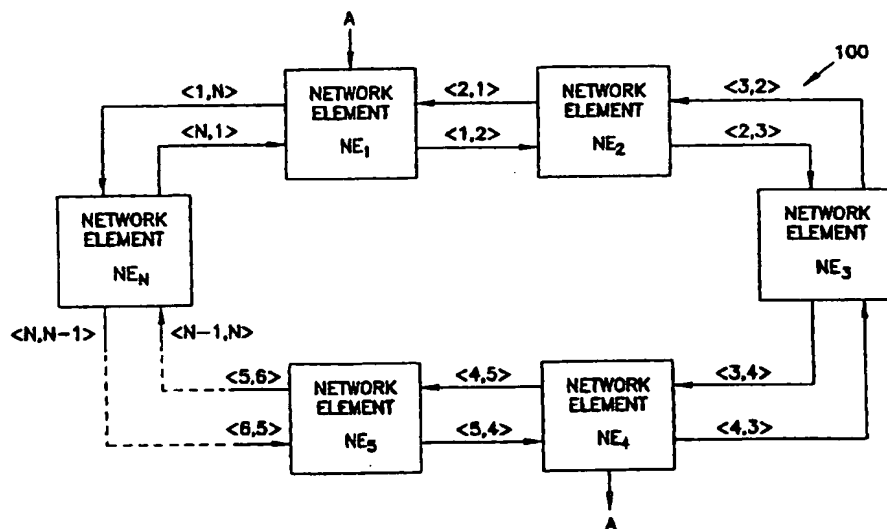 A
100
<1,N>
<2,1>
<3,2>
NETWORK
ELEMENT
NE1
NETWORK
ELEMENT
NE2
<N,1>
<1,2>
<2,3>
NETWORK
ELEMENT
NEN
NETWORK
ELEMENT
NE3
<N,N-1>
<N-1,N>
<5,6>
<4,5>
<3,4>
NETWORK
ELEMENT
NE5
NETWORK
ELEMENT
NE4
<6,5>
<5,4>
<4,3>
A